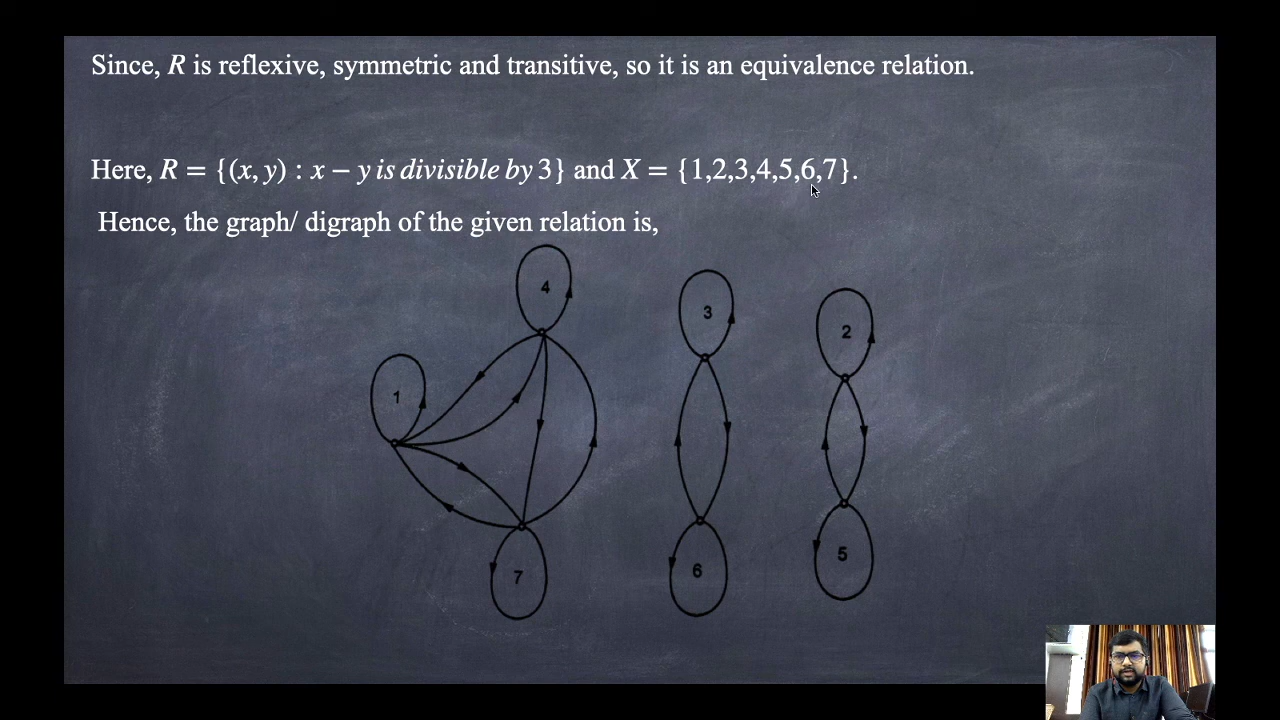 Since, R is reflexive, symmetric and transitive, so it is an equivalence relation.
Here, R = {(x, y) : x − y is divisible by 3} and X = {1,2,3,4,5,6,7}.
Hence, the graph/ digraph of the given relation is,
4
3
2
1
5
6
7